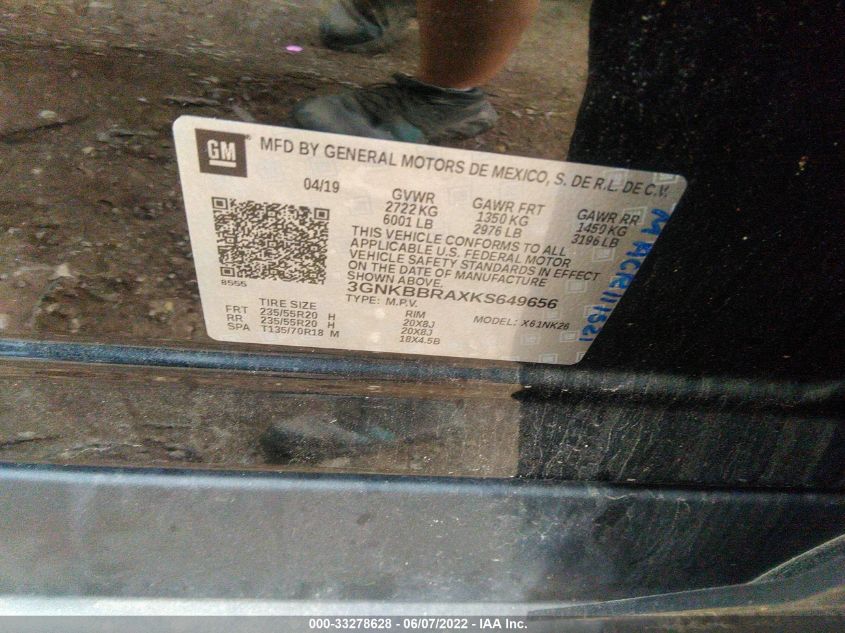 GM
MFD BY GENERAL MOTORS DE MEXICO, S. DE R.L. DE C.V.
04/19
GVWR
2722 KG
6001 LB
GAWR FRT
1350 KG
2976 LB
GAWR RR
1450 KG
3196 LB
THIS VEHICLE CONFORMS TO ALL
APPLICABLE U.S. FEDERAL MOTOR
VEHICLE SAFETY STANDARDS IN EFFECT
ON THE DATE OF MANUFACTURE
SHOWN ABOVE.
8555
3GNKBBRAXKS649656
TYPE: M.P.V.
MODEL: X61NK26
TIRE SIZE
RIM
FRT 235/55R20 H 20X8J
RR 235/55R20 H 20X8J
SPA T135/70R18 M 18X4.5B
000-33278628 - 06/07/2022 - IAA Inc.